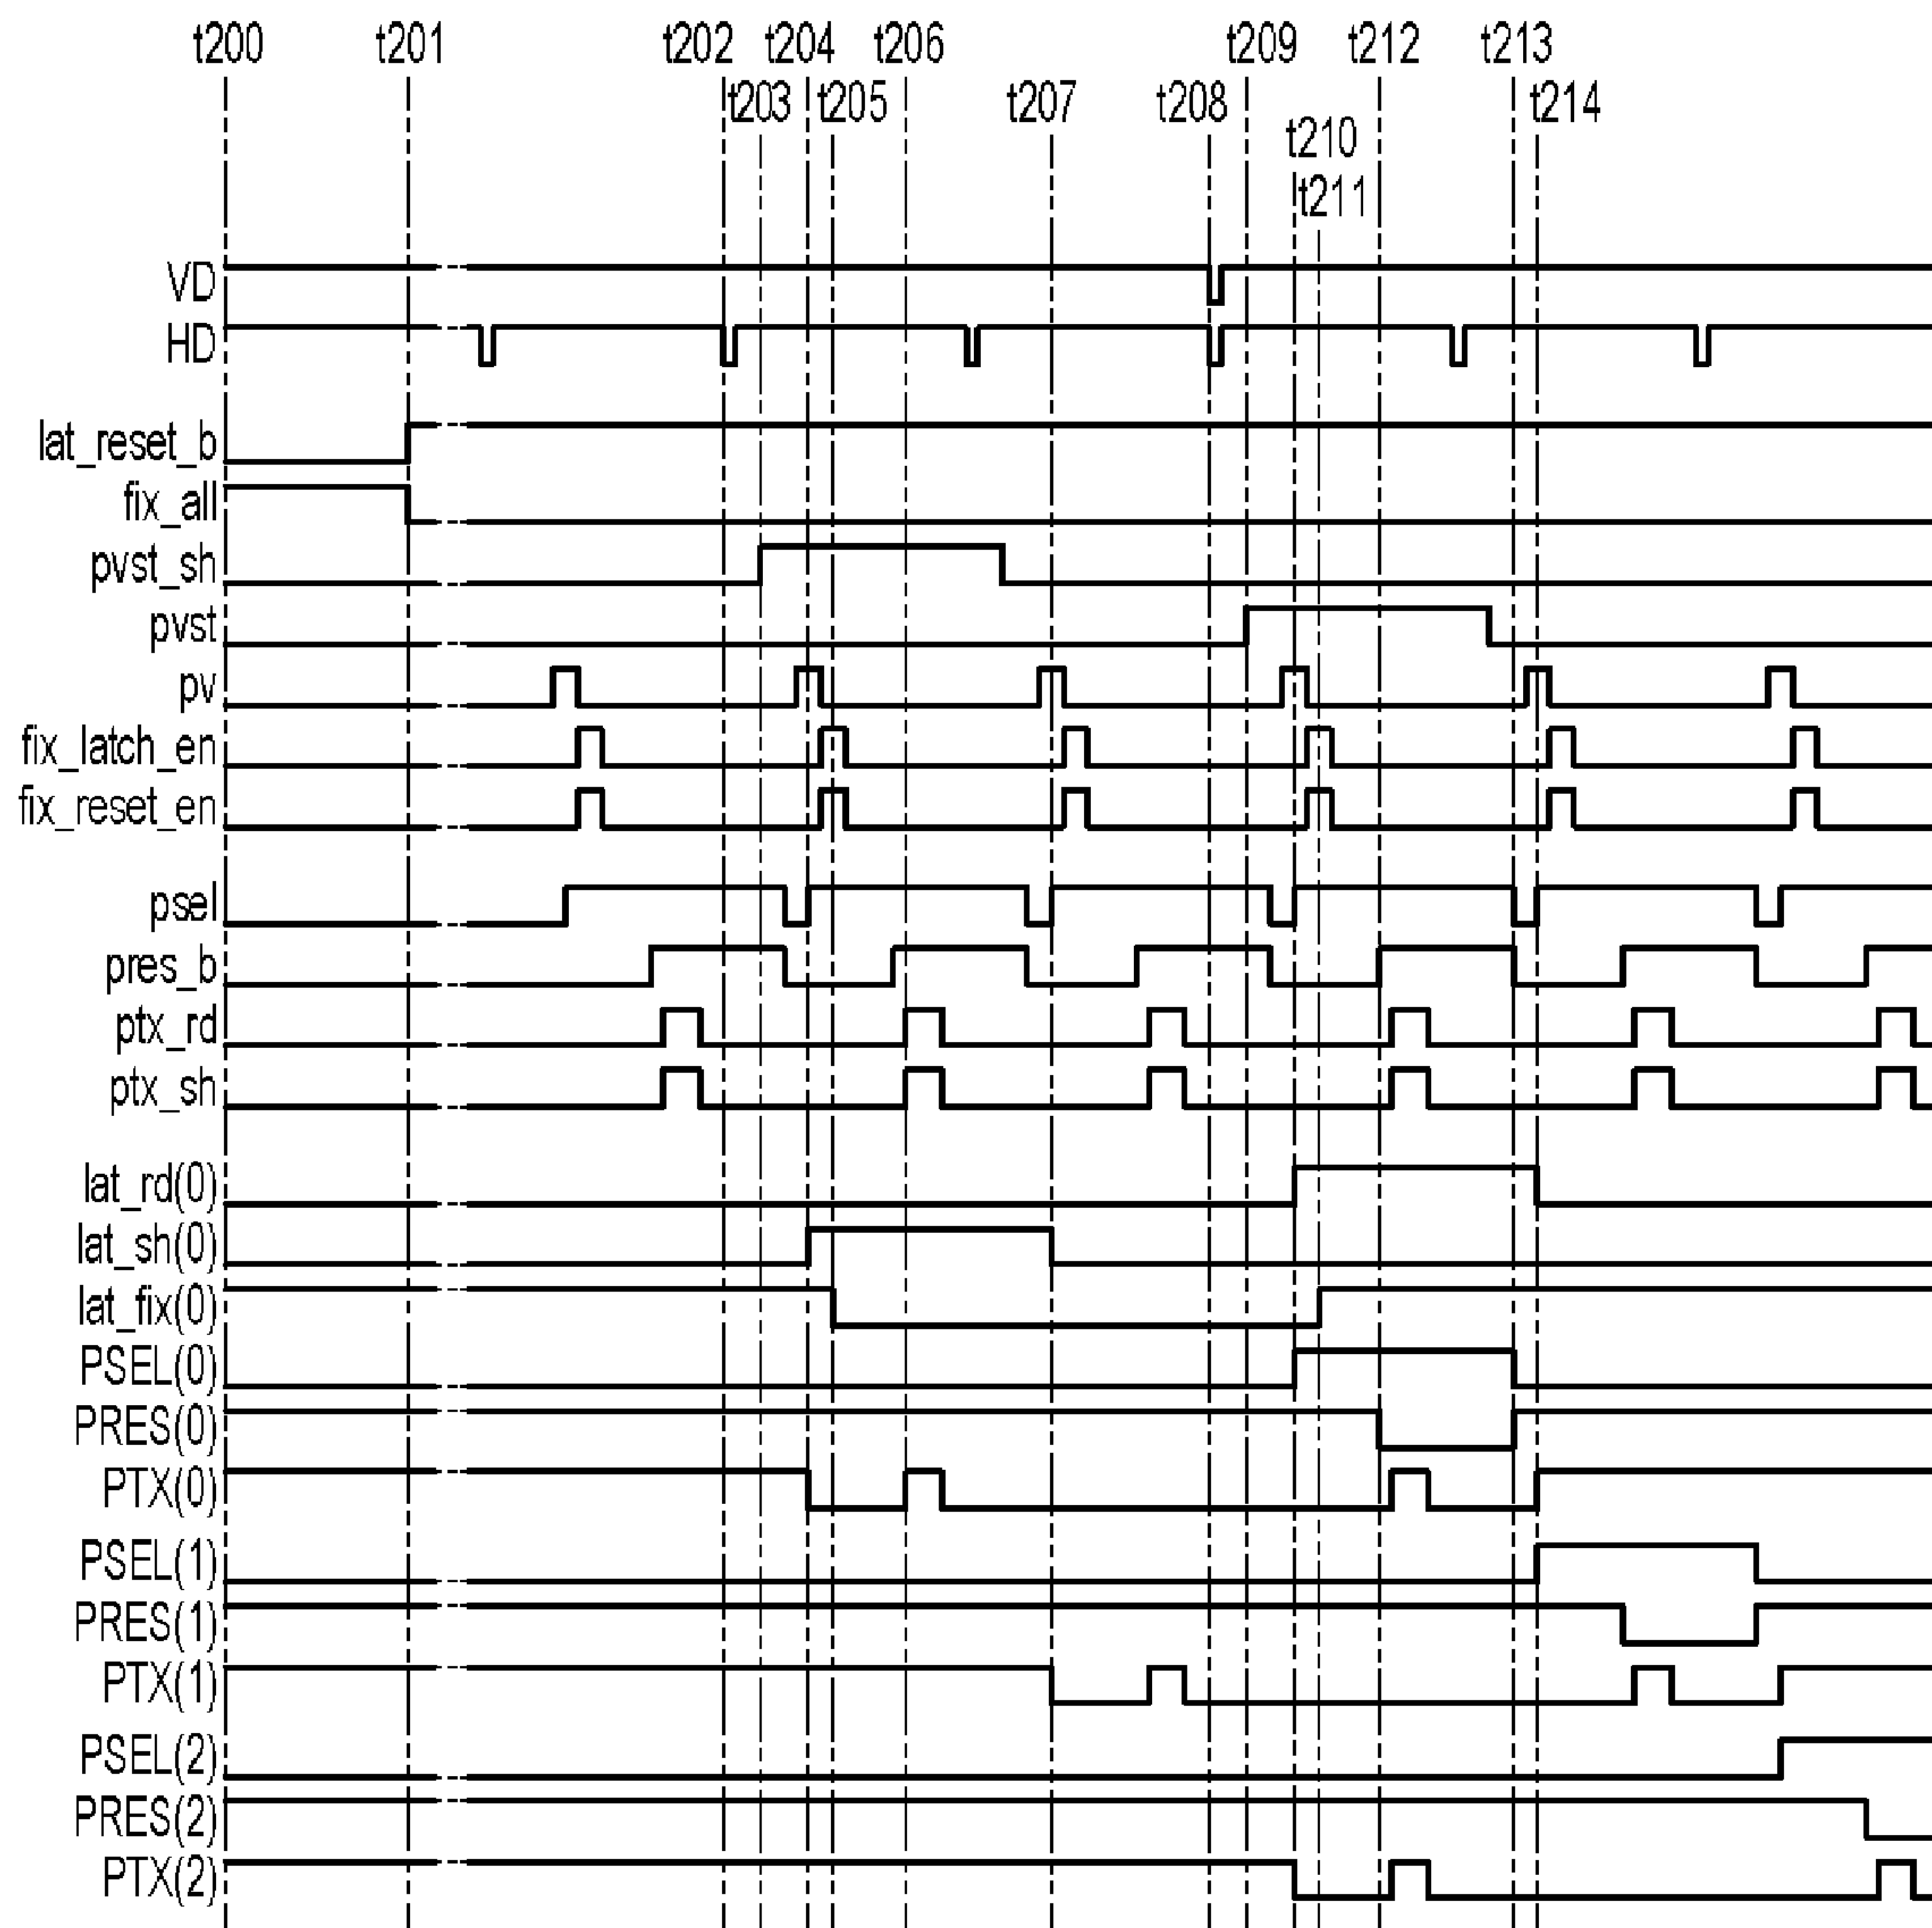 t200 t201 t202 t204 t206 t209 t212 t213
t203 t205 t207 t208 t214
t210
t211
VD
HD
lat_reset_b
fix_all
pvst_sh
pvst
pv
fix_latch_en
fix_reset_en
psel
pres_b
ptx_rd
ptx_sh
lat_rd(0)
lat_sh(0)
lat_fix(0)
PSEL(0)
PRES(0)
PTX(0)
PSEL(1)
PRES(1)
PTX(1)
PSEL(2)
PRES(2)
PTX(2)